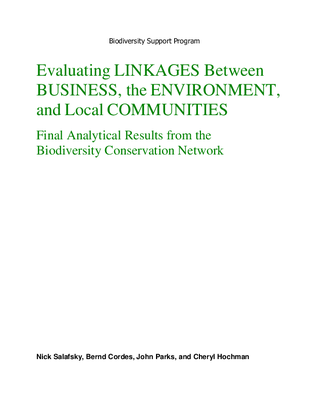 Biodiversity Support Program
Evaluating LINKAGES Between
BUSINESS, the ENVIRONMENT,
and Local COMMUNITIES
Final Analytical Results from the
Biodiversity Conservation Network
Nick Salafsky, Bernd Cordes, John Parks, and Cheryl Hochman